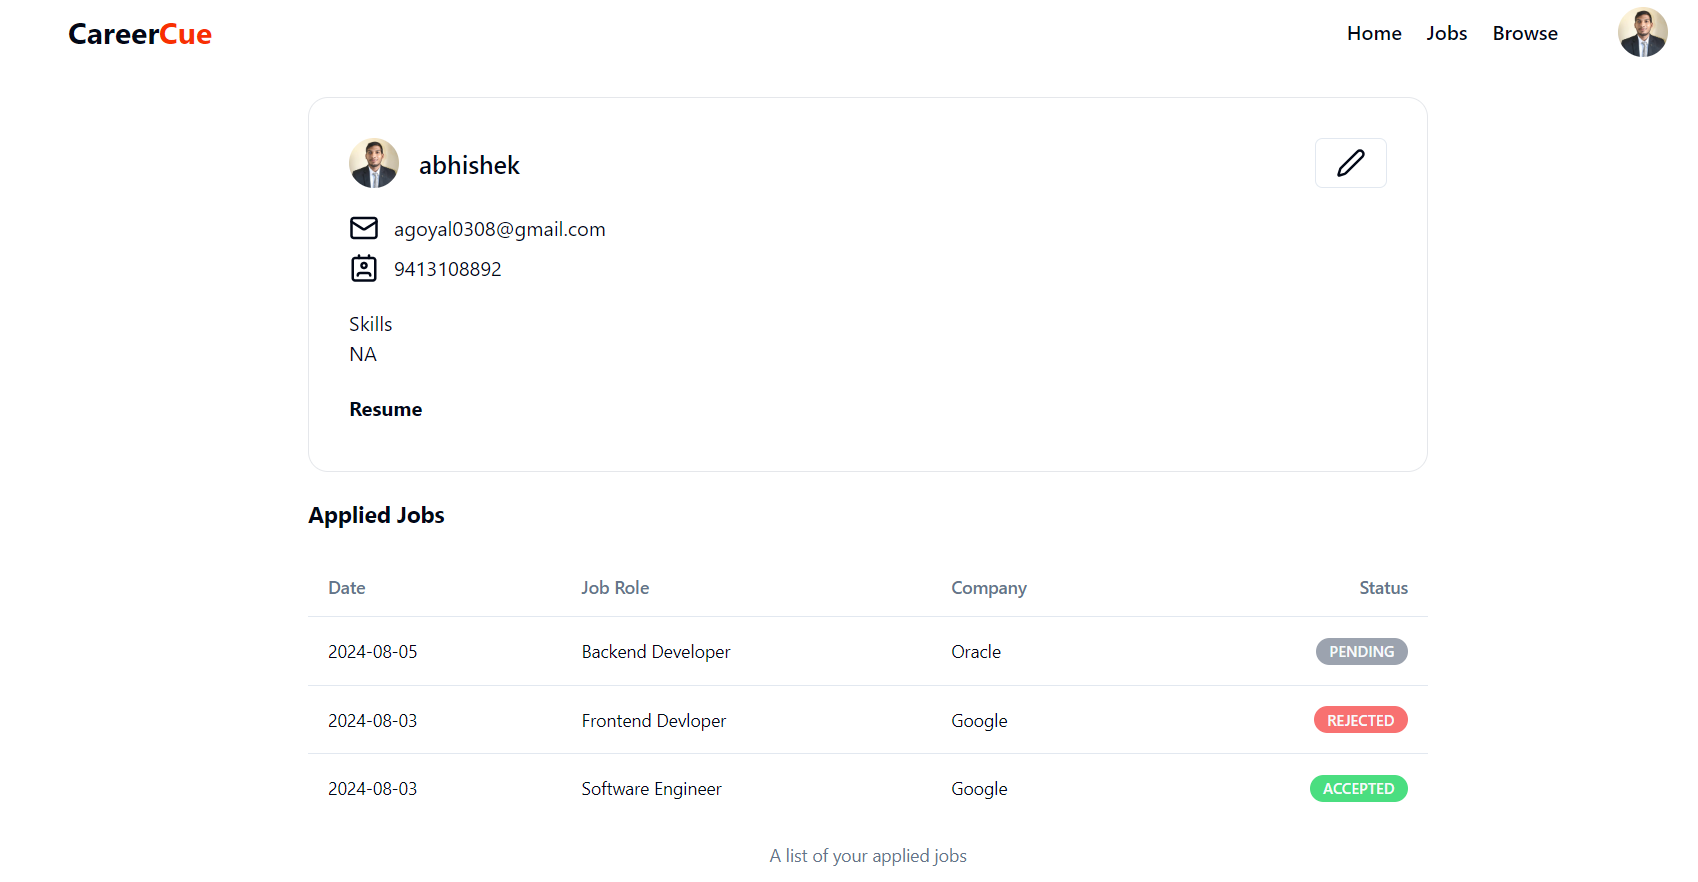 CareerCue Home Jobs Browse
abhishek
agoyal0308@gmail.com
9413108892
Skills
NA
Resume
Applied Jobs
Date Job Role Company Status
2024-08-05 Backend Developer Oracle PENDING
2024-08-03 Frontend Devloper Google REJECTED
2024-08-03 Software Engineer Google ACCEPTED
A list of your applied jobs